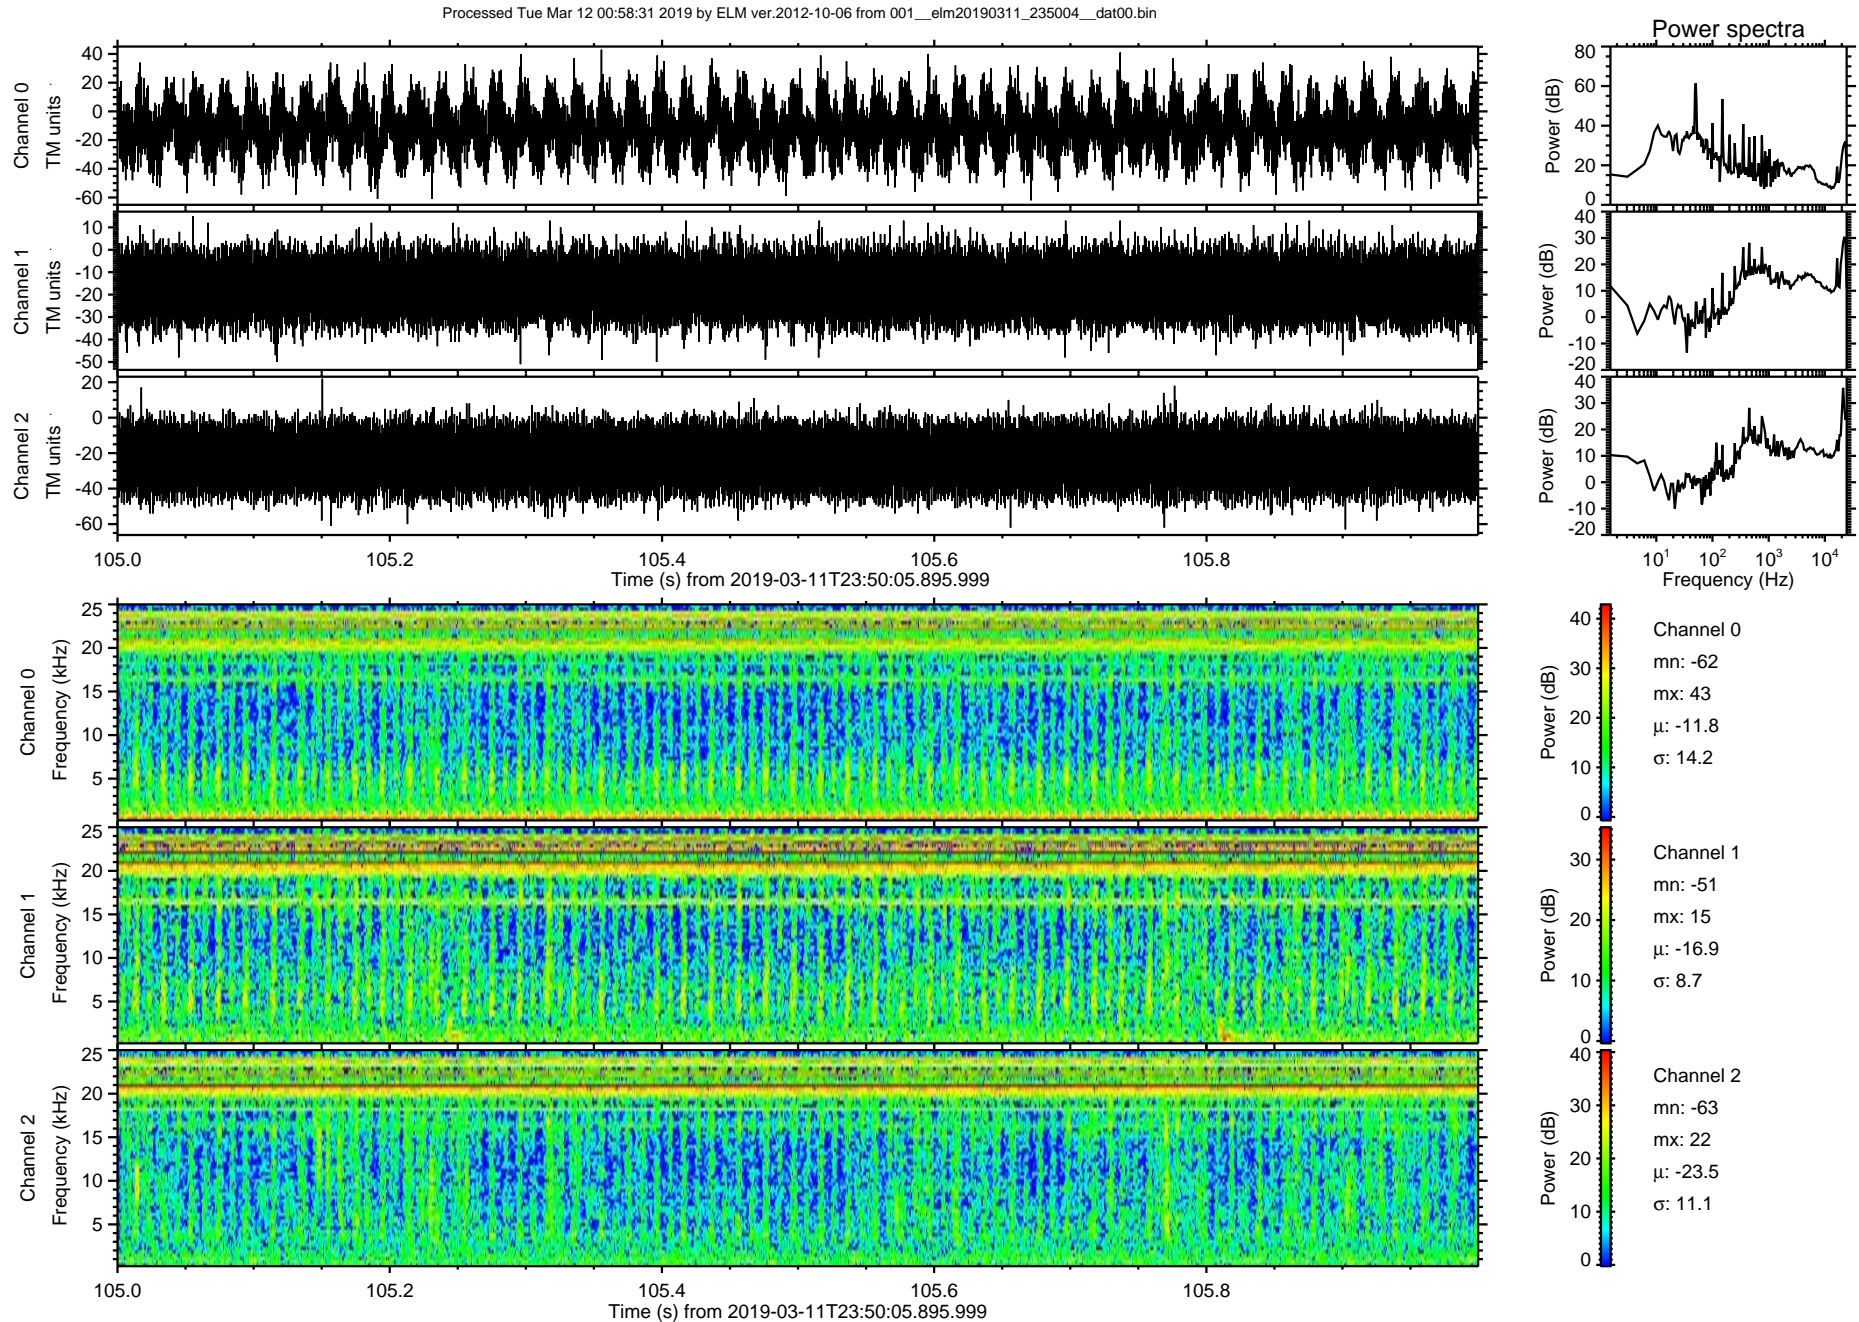 Processed Tue Mar 12 00:58:31 2019 by ELM ver.2012-10-06 from 001__elm20190311_235004__dat00.bin
Power spectra
Channel 0
TM units
40
20
0
-20
-40
-60
Power (dB)
80
60
40
20
0
Channel 1
TM units
10
0
-10
-20
-30
-40
-50
Power (dB)
40
30
20
10
0
-10
-20
Channel 2
TM units
20
0
-20
-40
-60
Power (dB)
40
30
20
10
0
-10
-20
105.0 105.2 105.4 105.6 105.8
Time (s) from 2019-03-11T23:50:05.895.999
10^1 10^2 10^3 10^4
Frequency (Hz)
Channel 0
Frequency (kHz)
25
20
15
10
5
Power (dB)
40
30
20
10
0
Channel 0
mn: -62
mx: 43
μ: -11.8
σ: 14.2
Channel 1
Frequency (kHz)
25
20
15
10
5
Power (dB)
30
20
10
0
Channel 1
mn: -51
mx: 15
μ: -16.9
σ: 8.7
Channel 2
Frequency (kHz)
25
20
15
10
5
Power (dB)
40
30
20
10
0
Channel 2
mn: -63
mx: 22
μ: -23.5
σ: 11.1
105.0 105.2 105.4 105.6 105.8
Time (s) from 2019-03-11T23:50:05.895.999